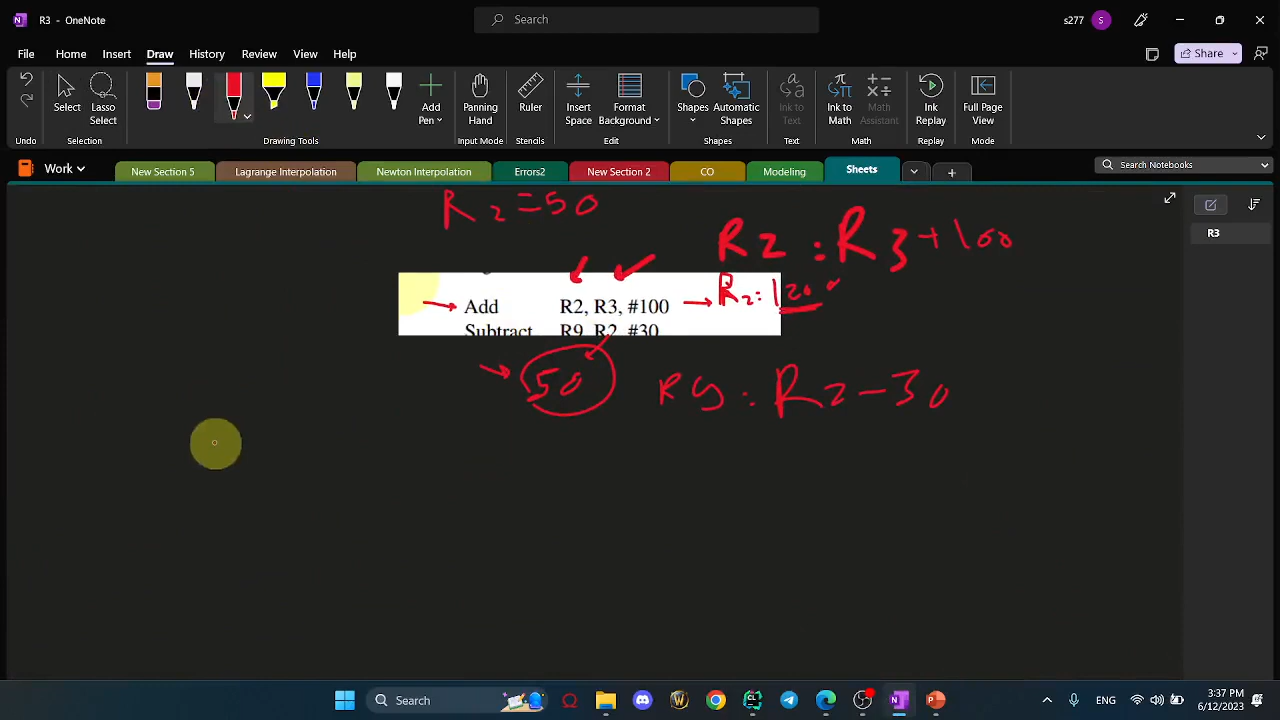 R3 - OneNote
Search
s277
S
File Home Insert Draw History Review View Help
Share
Undo
Select
Lasso Select
Add Pen
Panning Hand
Ruler
Insert Space
Format Background
Shapes
Automatic Shapes
Ink to Text
Ink to Math
Math Assistant
Ink Replay
Full Page View
Undo Selection Drawing Tools Input Mode Stencils Edit Shapes Text Math Replay Mode
Work
New Section 5 Lagrange Interpolation Newton Interpolation Errors2 New Section 2 CO Modeling Sheets
Search Notebooks
R3
R2=50
R2:R3+100
Add R2, R3, #100
R2:120
Subtract R9, R2, #30
50
R9:R2-30
Search
ENG
3:37 PM
6/12/2023